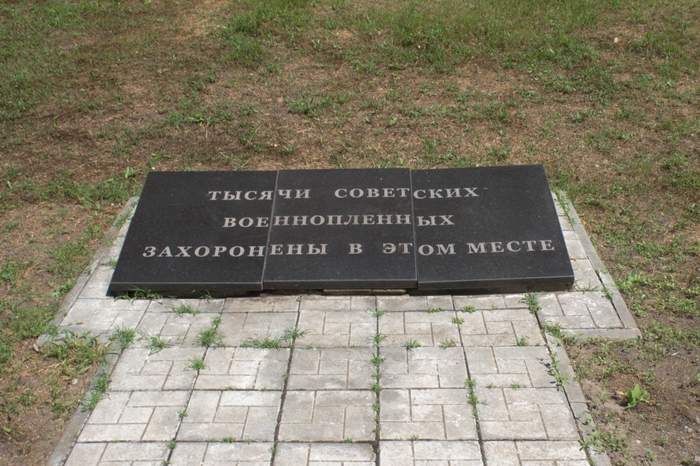 ТЫСЯЧИ СОВЕТСКИХ
ВОЕННОПЛЕННЫХ
ЗАХОРОНЕНЫ В ЭТОМ МЕСТЕ